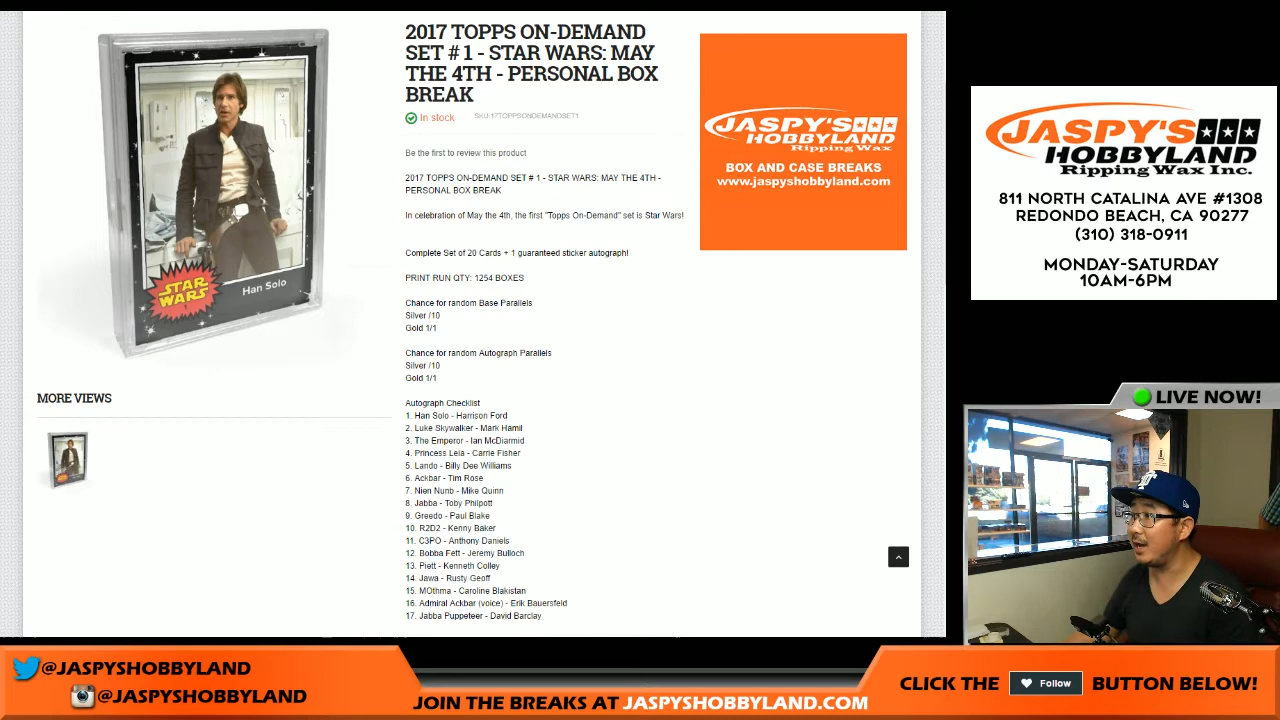 2017 TOPPS ON-DEMAND
SET # 1 - STAR WARS: MAY
THE 4TH - PERSONAL BOX
BREAK
In stock
SKU-17TOPPSONDEMANDSET1
Be the first to review this product
2017 TOPPS ON-DEMAND SET # 1 - STAR WARS: MAY THE 4TH -
PERSONAL BOX BREAK
In celebration of May the 4th, the first "Topps On-Demand" set is Star Wars!
Complete Set of 20 Cards + 1 guaranteed sticker autograph!
PRINT RUN QTY: 1254 BOXES
Chance for random Base Parallels
Silver /10
Gold 1/1
Chance for random Autograph Parallels
Silver /10
Gold 1/1
Autograph Checklist
1. Han Solo - Harrison Ford
2. Luke Skywalker - Mark Hamil
3. The Emperor - Ian McDiarmid
4. Princess Leia - Carrie Fisher
5. Lando - Billy Dee Williams
6. Ackbar - Tim Rose
7. Nien Nunb - Mike Quinn
8. Jabba - Toby Philpott
9. Greedo - Paul Blake
10. R2D2 - Kenny Baker
11. C3PO - Anthony Daniels
12. Bobba Fett - Jeremy Bulloch
13. Piett - Kenneth Colley
14. Jawa - Rusty Geoff
15. MOthma - Caroline Blakistan
16. Admiral Ackbar (voice) - Erik Bauersfeld
17. Jabba Puppeteer - David Barclay
STAR
WARS
Han Solo
MORE VIEWS
JASPY'S
HOBBYLAND
Ripping Wax
BOX AND CASE BREAKS
www.jaspyshobbyland.com
JASPY'S
HOBBYLAND
Ripping Wax Inc.
811 NORTH CATALINA AVE #1308
REDONDO BEACH, CA 90277
(310) 318-0911
MONDAY-SATURDAY
10AM-6PM
LIVE NOW!
@JASPYSHOBBYLAND
@JASPYSHOBBYLAND
JOIN THE BREAKS AT JASPYSHOBBYLAND.COM
CLICK THE Follow BUTTON BELOW!